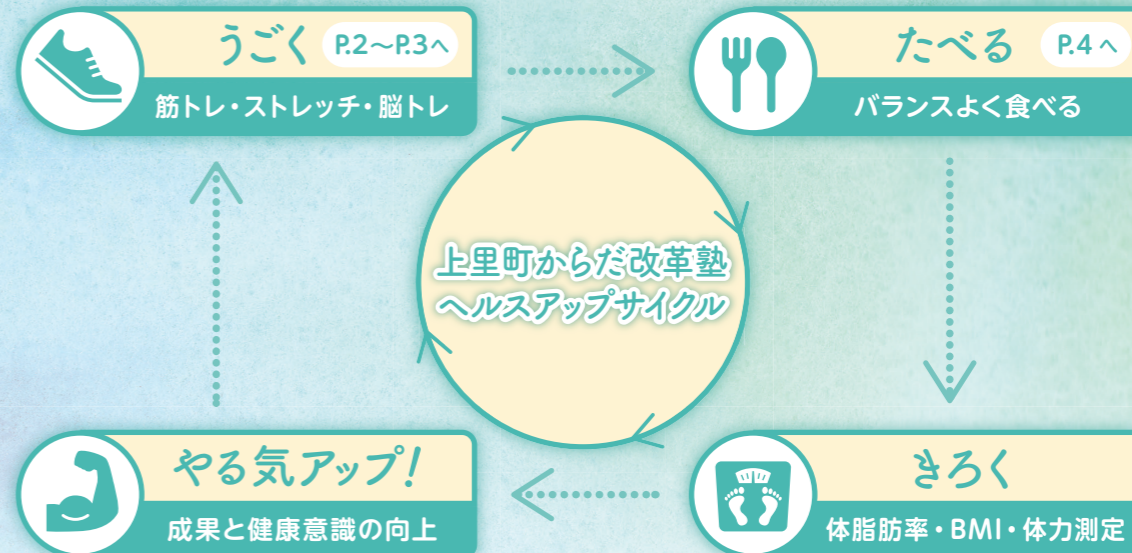 うごく P.2～P.3へ
筋トレ・ストレッチ・脳トレ
たべる P.4 へ
バランスよく食べる
上里町からだ改革塾
ヘルスアップサイクル
やる気アップ！
成果と健康意識の向上
きろく
体脂肪率・BMI・体力測定